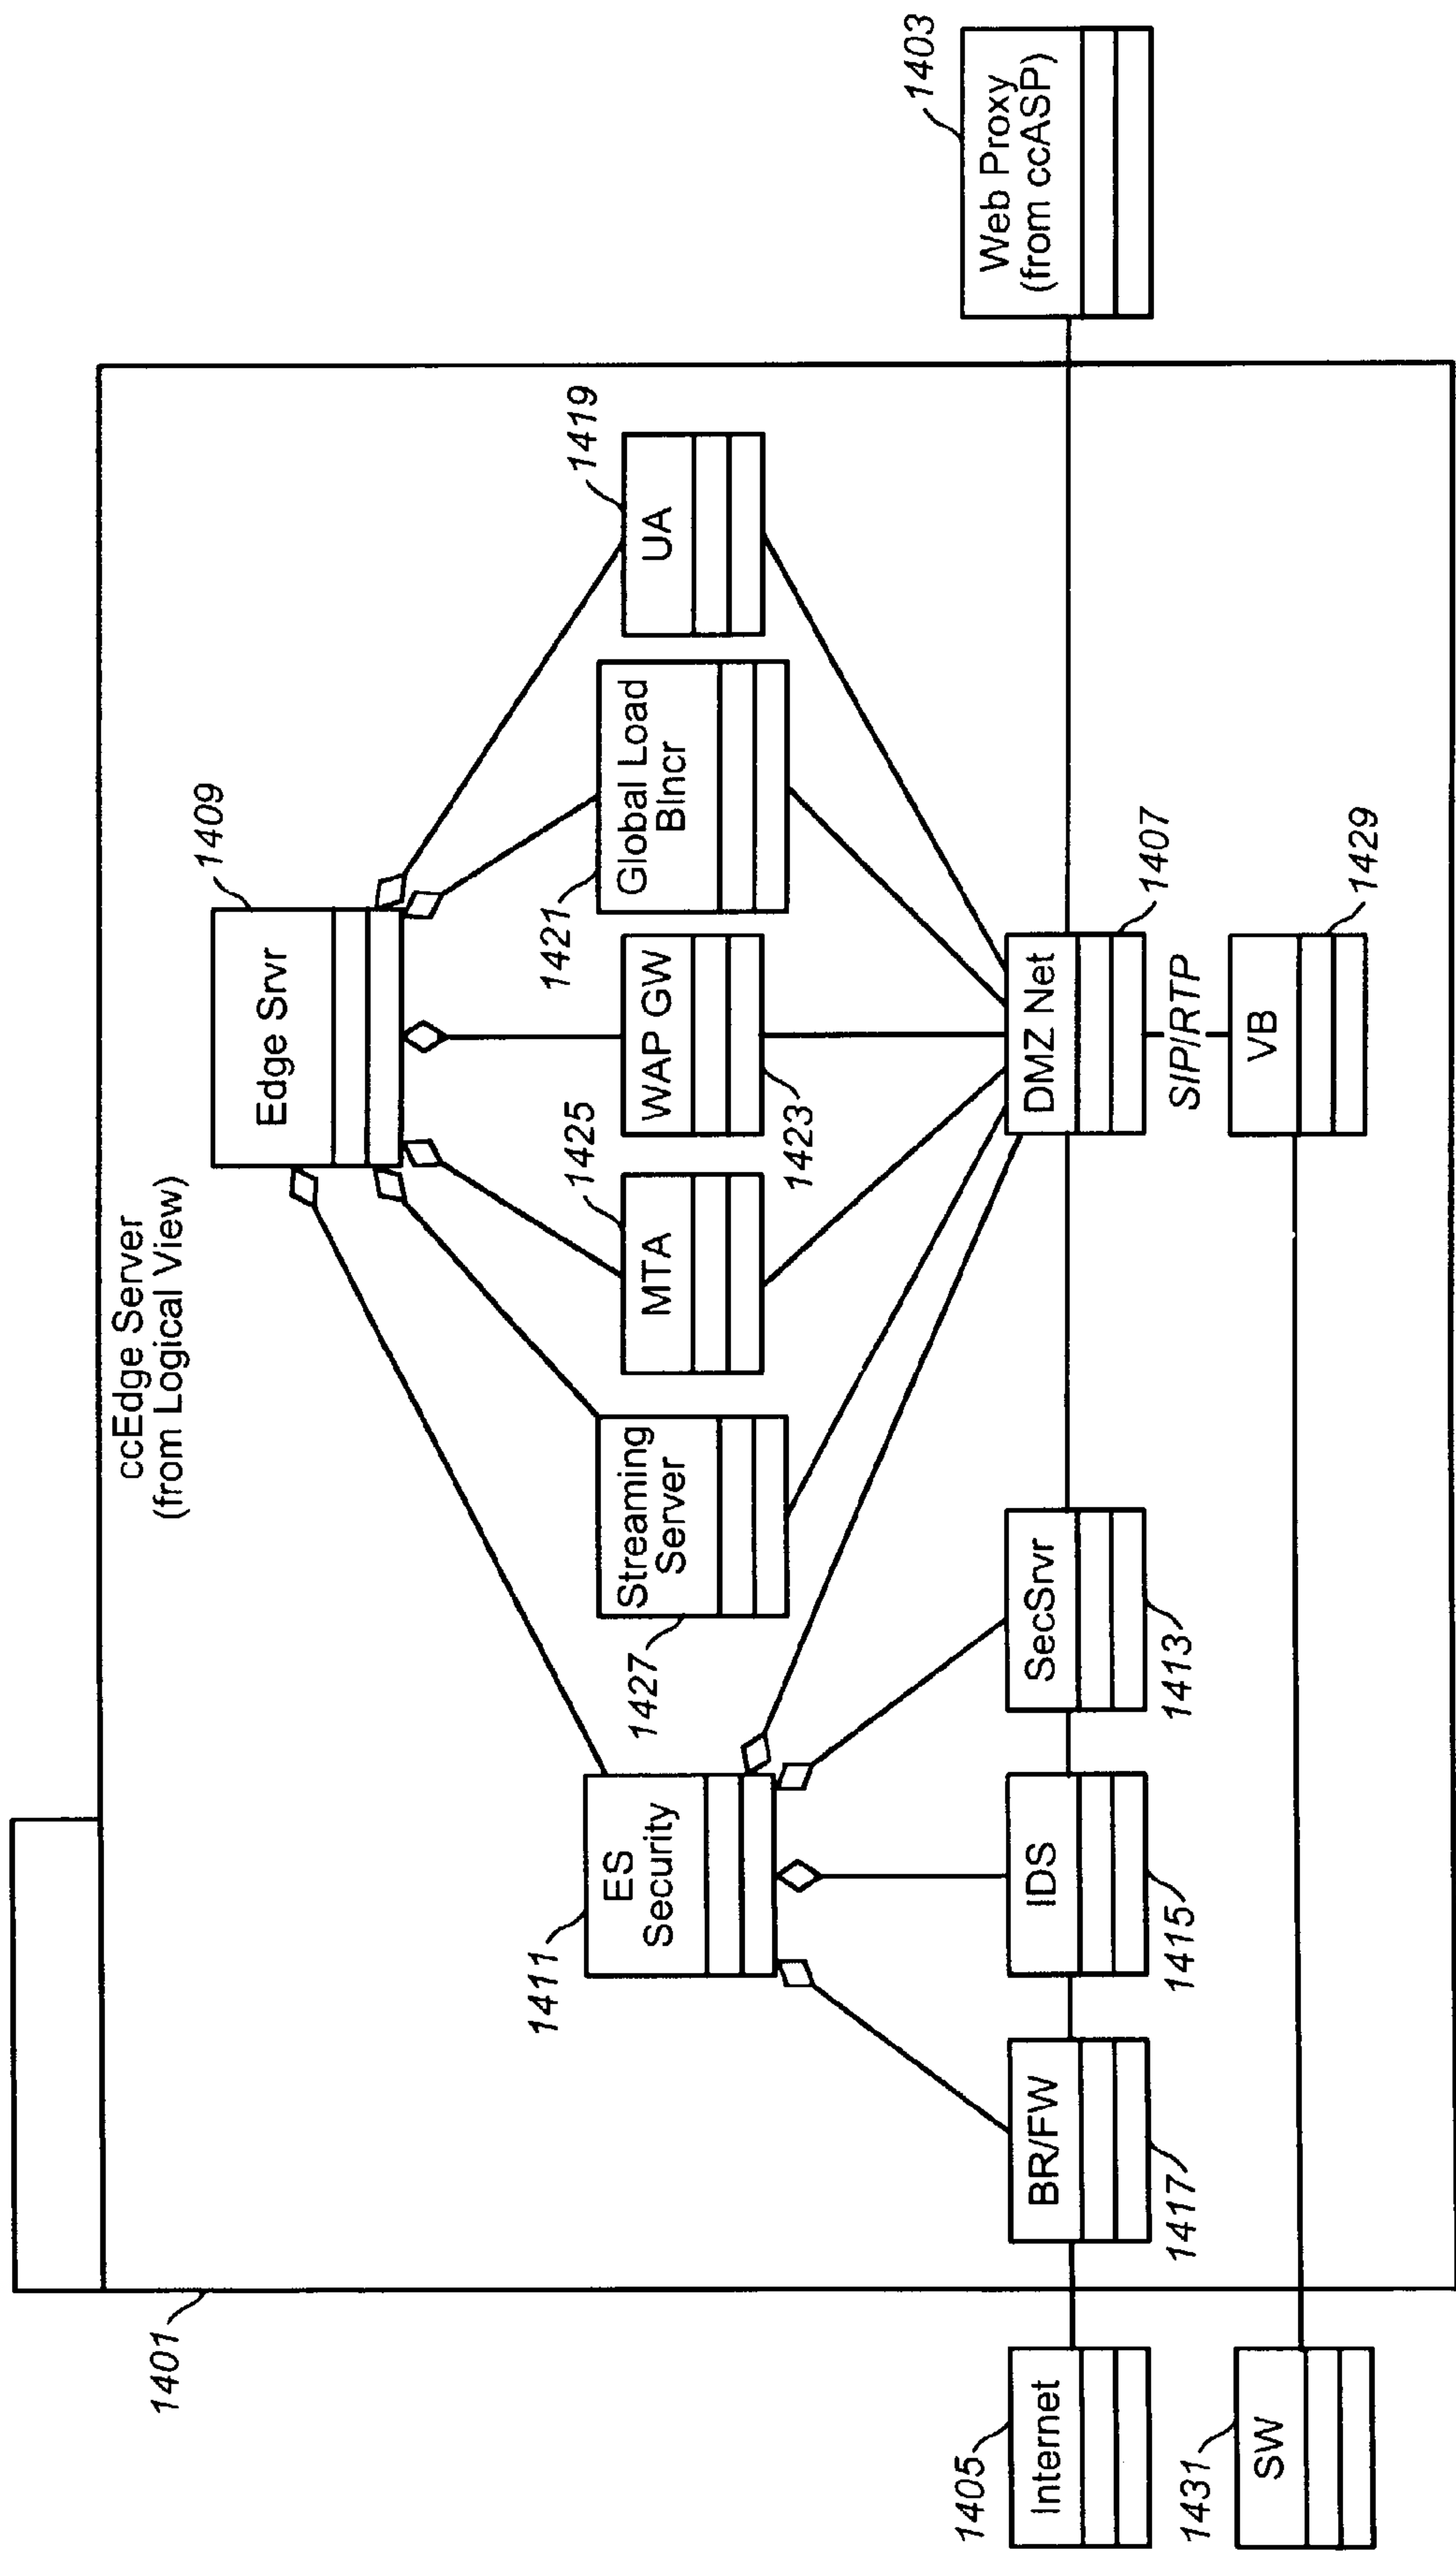 1401
ccEdge Server
(from Logical View)
1409
Edge Srvr
1411
ES
Security
1427
Streaming
Server
1425
MTA
1423
WAP GW
1421
Global Load
Blncr
1419
UA
1403
Web Proxy
(from ccASP)
1405
Internet
BR/FW
1417
IDS
1415
SecSrvr
1413
DMZ Net
1407
SIP/RTP
1431
SW
VB
1429